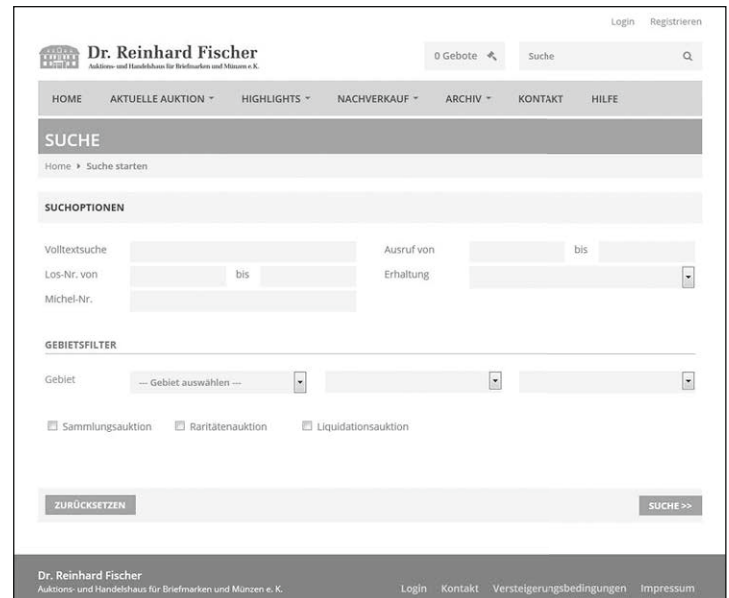 Login Registrieren
Dr. Reinhard Fischer
Auktions- und Handelshaus für Briefmarken und Münzen e. K.
0 Gebote Suche
HOME AKTUELLE AUKTION HIGHLIGHTS NACHVERKAUF ARCHIV KONTAKT HILFE
SUCHE
Home Suche starten
SUCHOPTIONEN
Volltextsuche Ausruf von bis
Los-Nr. von bis Erhaltung
Michel-Nr.
GEBIETSFILTER
Gebiet --- Gebiet auswählen ---
Sammlungsauktion Raritätenauktion Liquidationsauktion
ZURÜCKSETZEN SUCHE >>
Dr. Reinhard Fischer
Auktions- und Handelshaus für Briefmarken und Münzen e. K. Login Kontakt Versteigerungsbedingungen Impressum